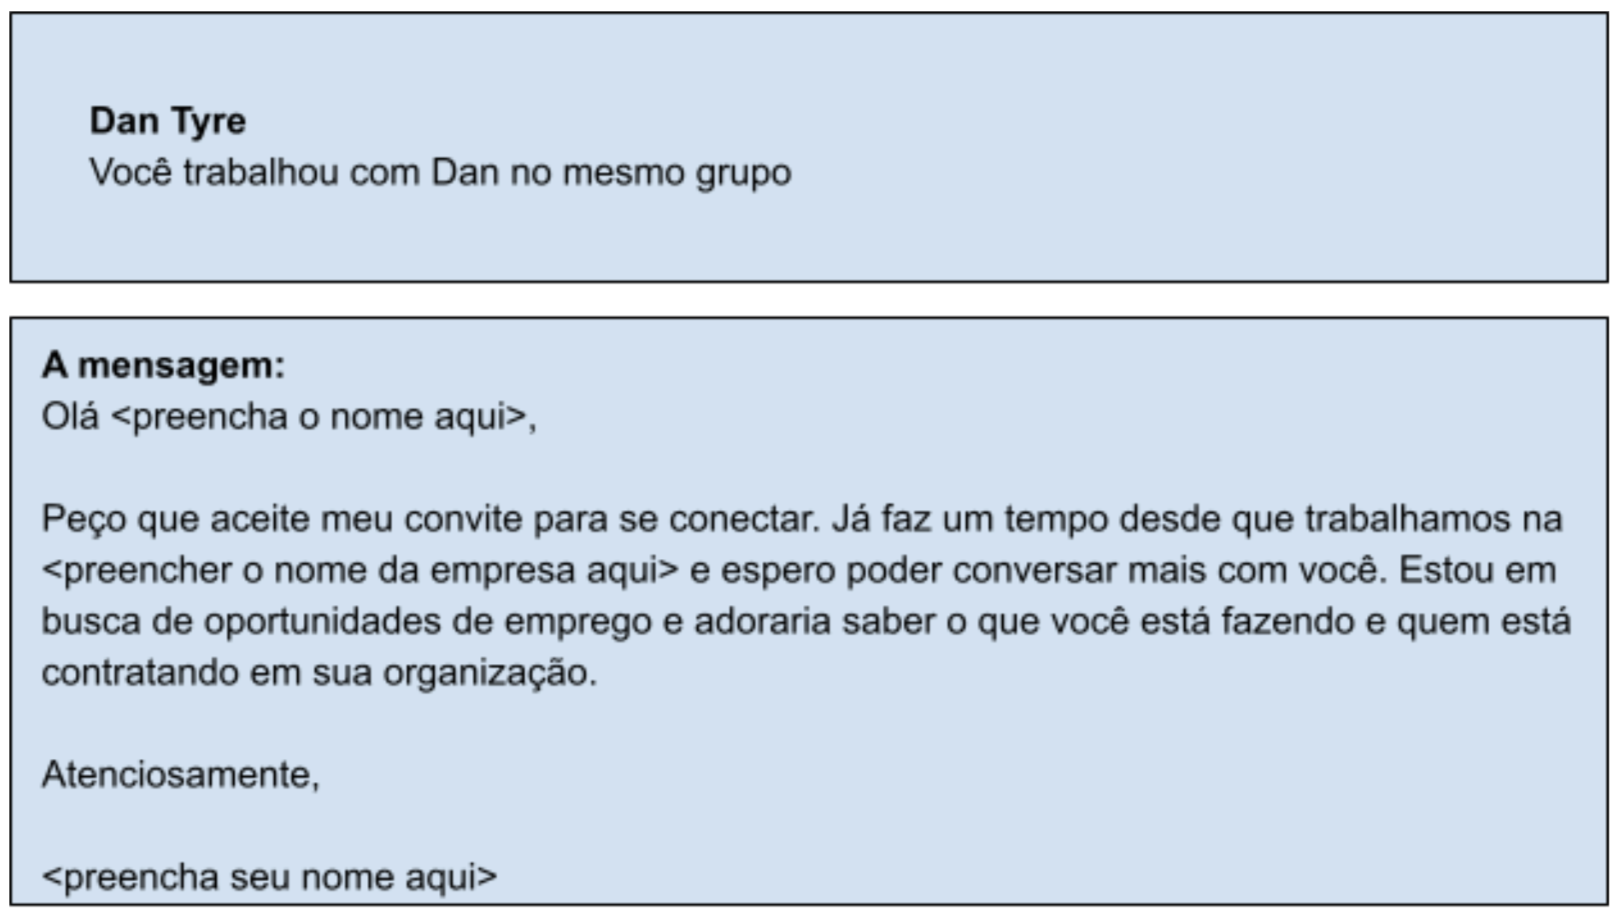 Dan Tyre
Você trabalhou com Dan no mesmo grupo
A mensagem:
Olá <preencha o nome aqui>,
Peço que aceite meu convite para se conectar. Já faz um tempo desde que trabalhamos na
<preencher o nome da empresa aqui> e espero poder conversar mais com você. Estou em
busca de oportunidades de emprego e adoraria saber o que você está fazendo e quem está
contratando em sua organização.
Atenciosamente,
<preencha seu nome aqui>